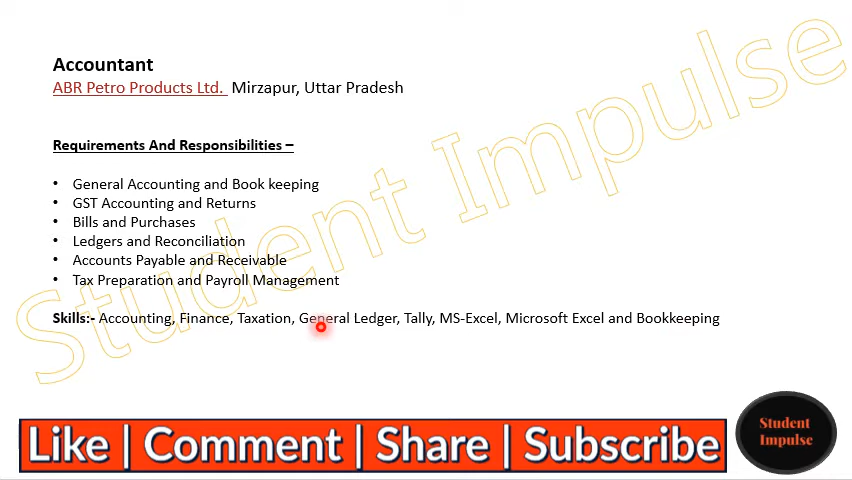 Accountant
ABR Petro Products Ltd. Mirzapur, Uttar Pradesh
Requirements And Responsibilities –
• General Accounting and Book keeping
• GST Accounting and Returns
• Bills and Purchases
• Ledgers and Reconciliation
• Accounts Payable and Receivable
• Tax Preparation and Payroll Management
Skills:- Accounting, Finance, Taxation, General Ledger, Tally, MS-Excel, Microsoft Excel and Bookkeeping
Student Impulse
Like | Comment | Share | Subscribe
Student
Impulse